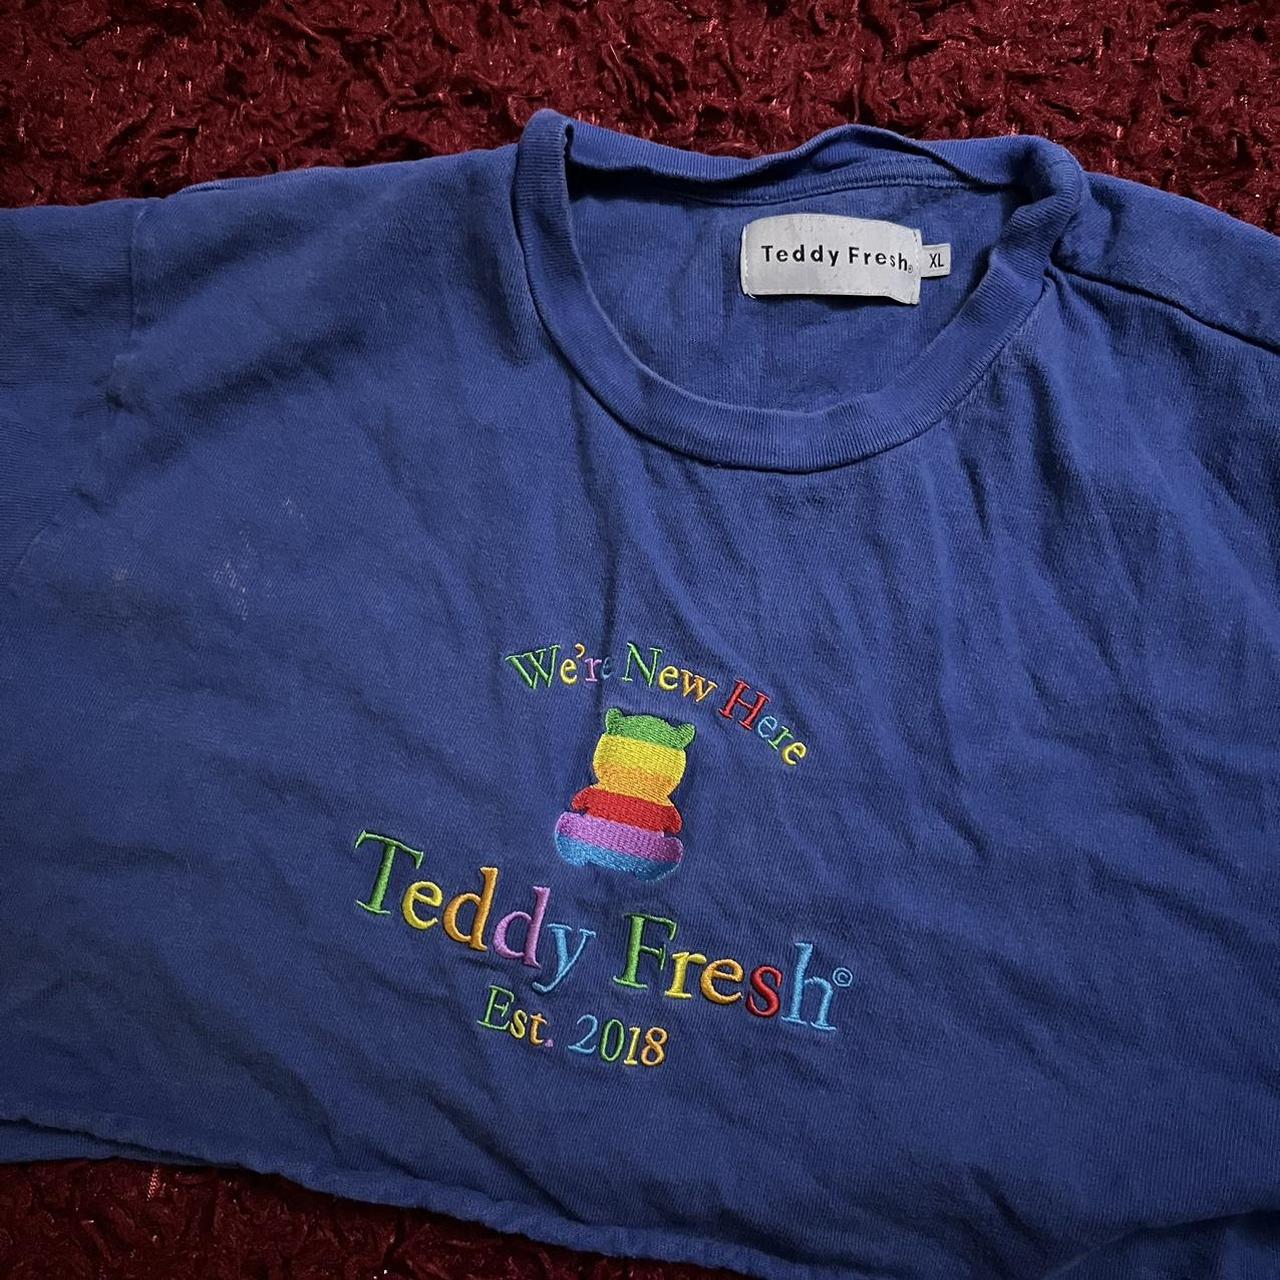 Teddy Fresh®
XL
We're New Here
Teddy Fresh©
Est. 2018